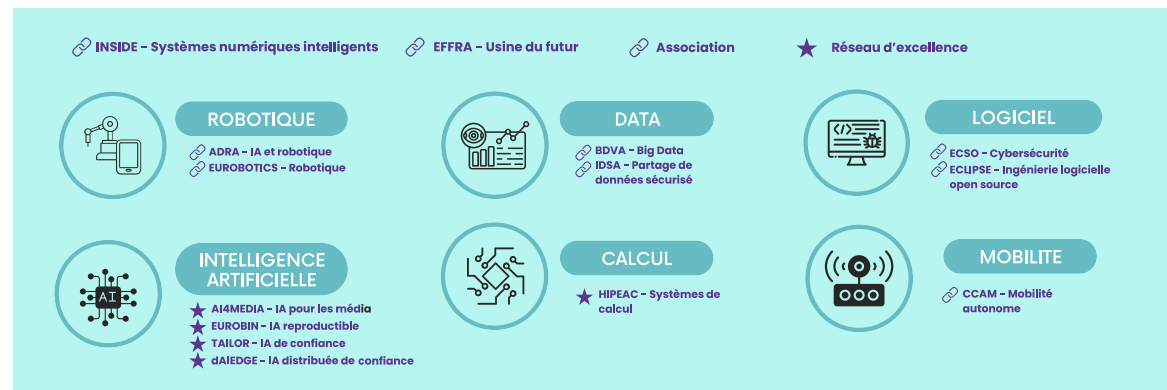 INSIDE – Systèmes numériques intelligents
EFFRA – Usine du futur
Association
Réseau d'excellence
ROBOTIQUE
ADRA – IA et robotique
EUROBOTICS – Robotique
DATA
BDVA – Big Data
IDSA – Partage de
données sécurisé
LOGICIEL
ECSO – Cybersécurité
ECLIPSE – Ingénierie logicielle
open source
INTELLIGENCE
ARTIFICIELLE
AI
AI4MEDIA – IA pour les média
EUROBIN – IA reproductible
TAILOR – IA de confiance
dAIEDGE – IA distribuée de confiance
CALCUL
HIPEAC – Systèmes de
calcul
MOBILITE
CCAM – Mobilité
autonome